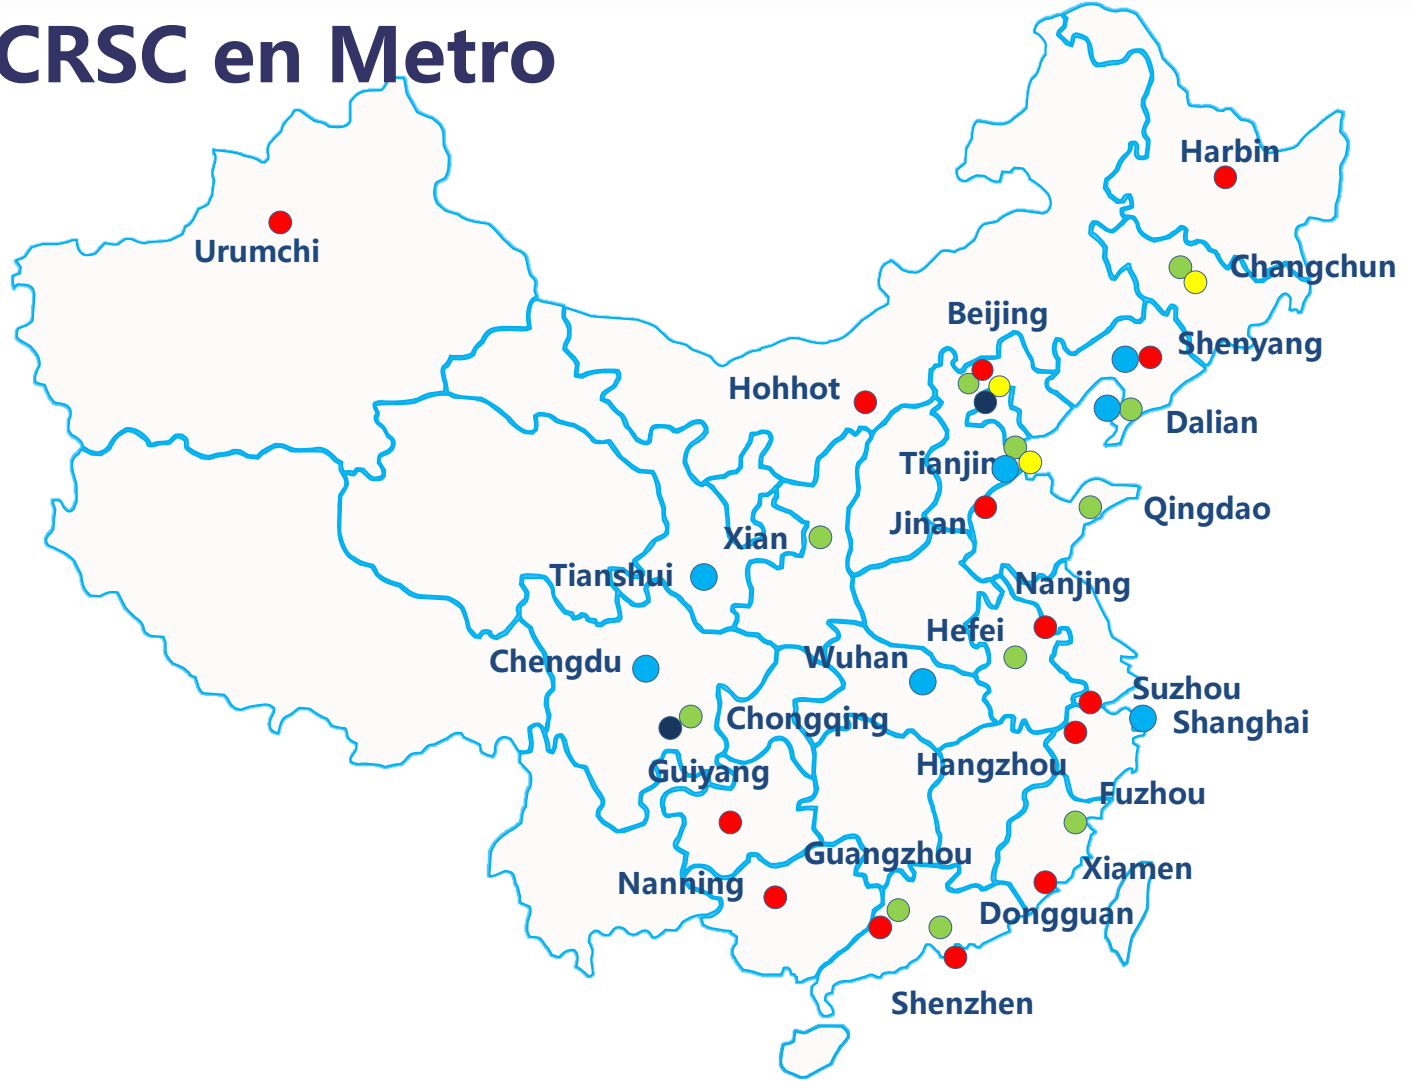 CRSC en Metro
Harbin
Urumchi
Changchun
Beijing
Shenyang
Hohhot
Dalian
Tianjin
Qingdao
Jinan
Xian
Tianshui
Nanjing
Hefei
Wuhan
Chengdu
Suzhou
Chongqing
Shanghai
Hangzhou
Guiyang
Fuzhou
Guangzhou
Xiamen
Nanning
Dongguan
Shenzhen